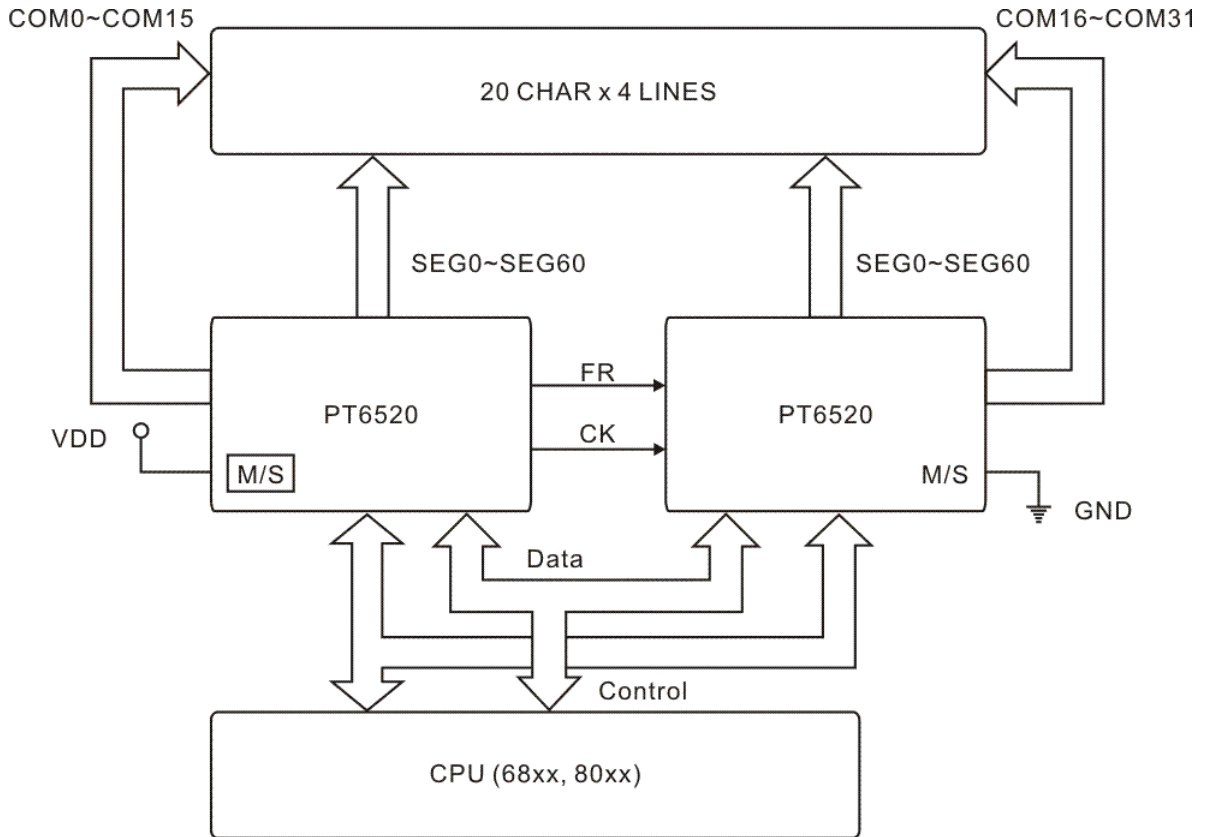 COM0~COM15
COM16~COM31
20 CHAR x 4 LINES
SEG0~SEG60
SEG0~SEG60
FR
PT6520
PT6520
CK
VDD
M/S
M/S
GND
Data
Control
CPU (68xx, 80xx)